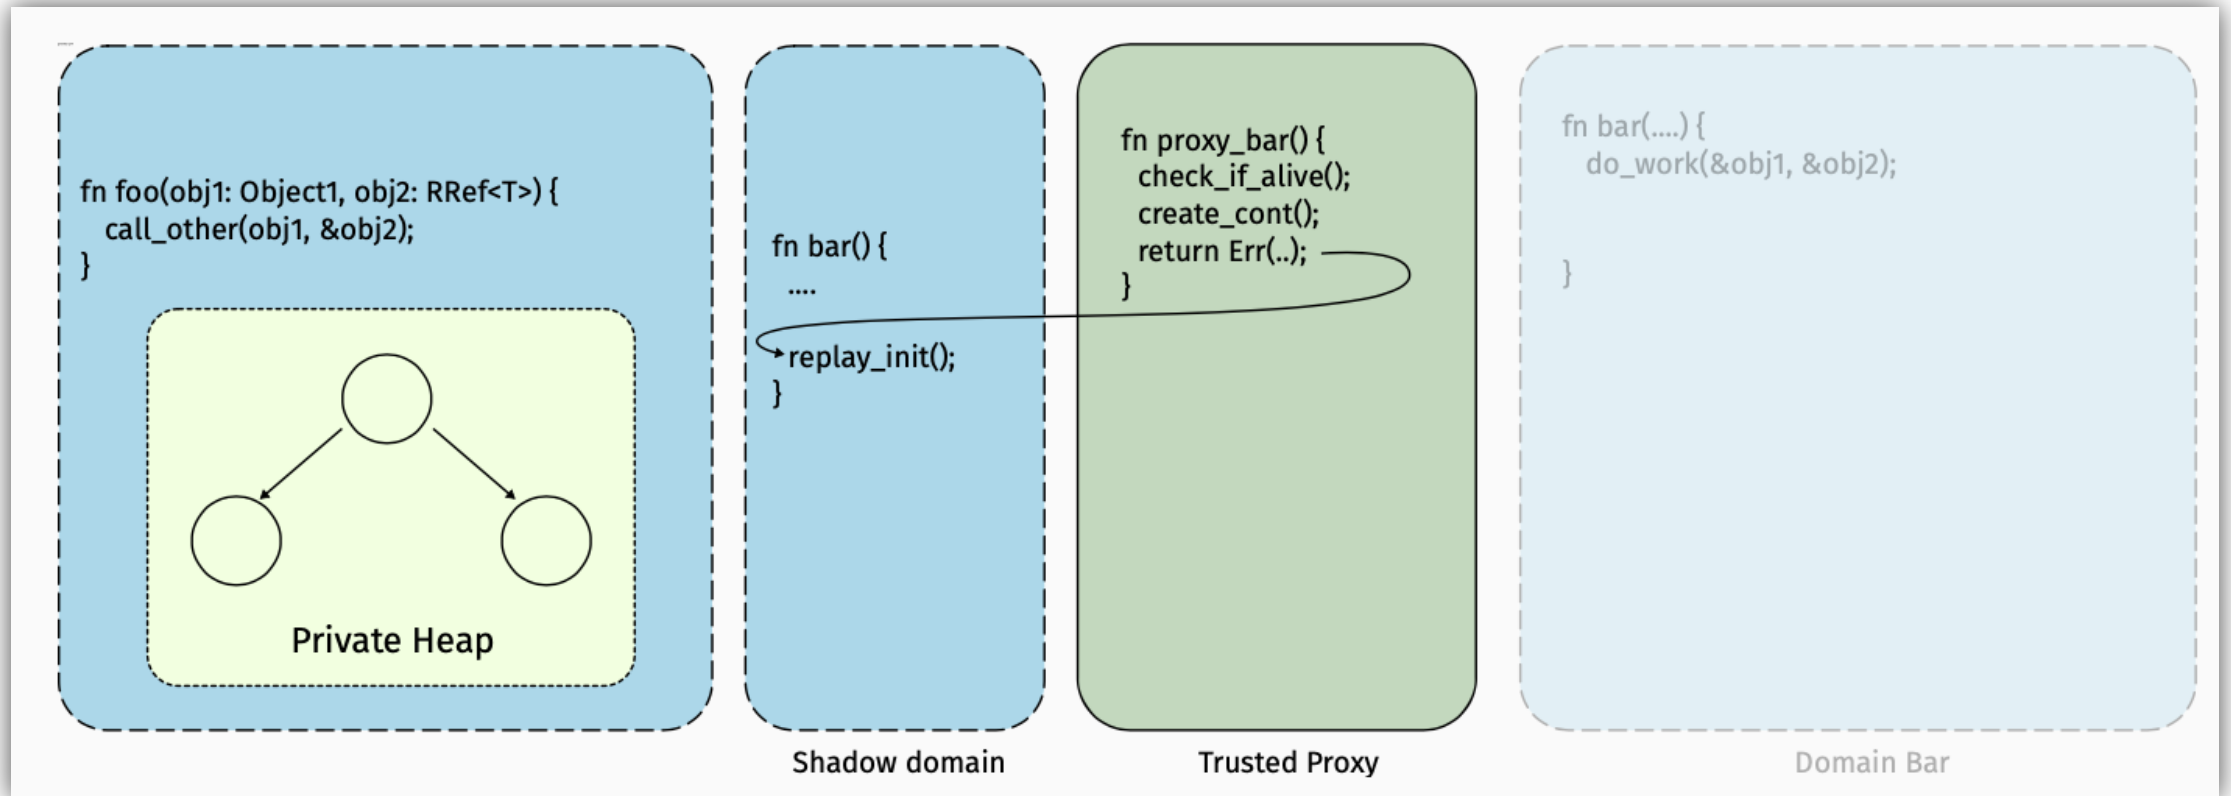 fn foo(obj1: Object1, obj2: RRef<T>) {
call_other(obj1, &obj2);
}
Private Heap
fn bar() {
....
replay_init();
}
Shadow domain
fn proxy_bar() {
check_if_alive();
create_cont();
return Err(..);
}
Trusted Proxy
fn bar(....) {
do_work(&obj1, &obj2);
}
Domain Bar